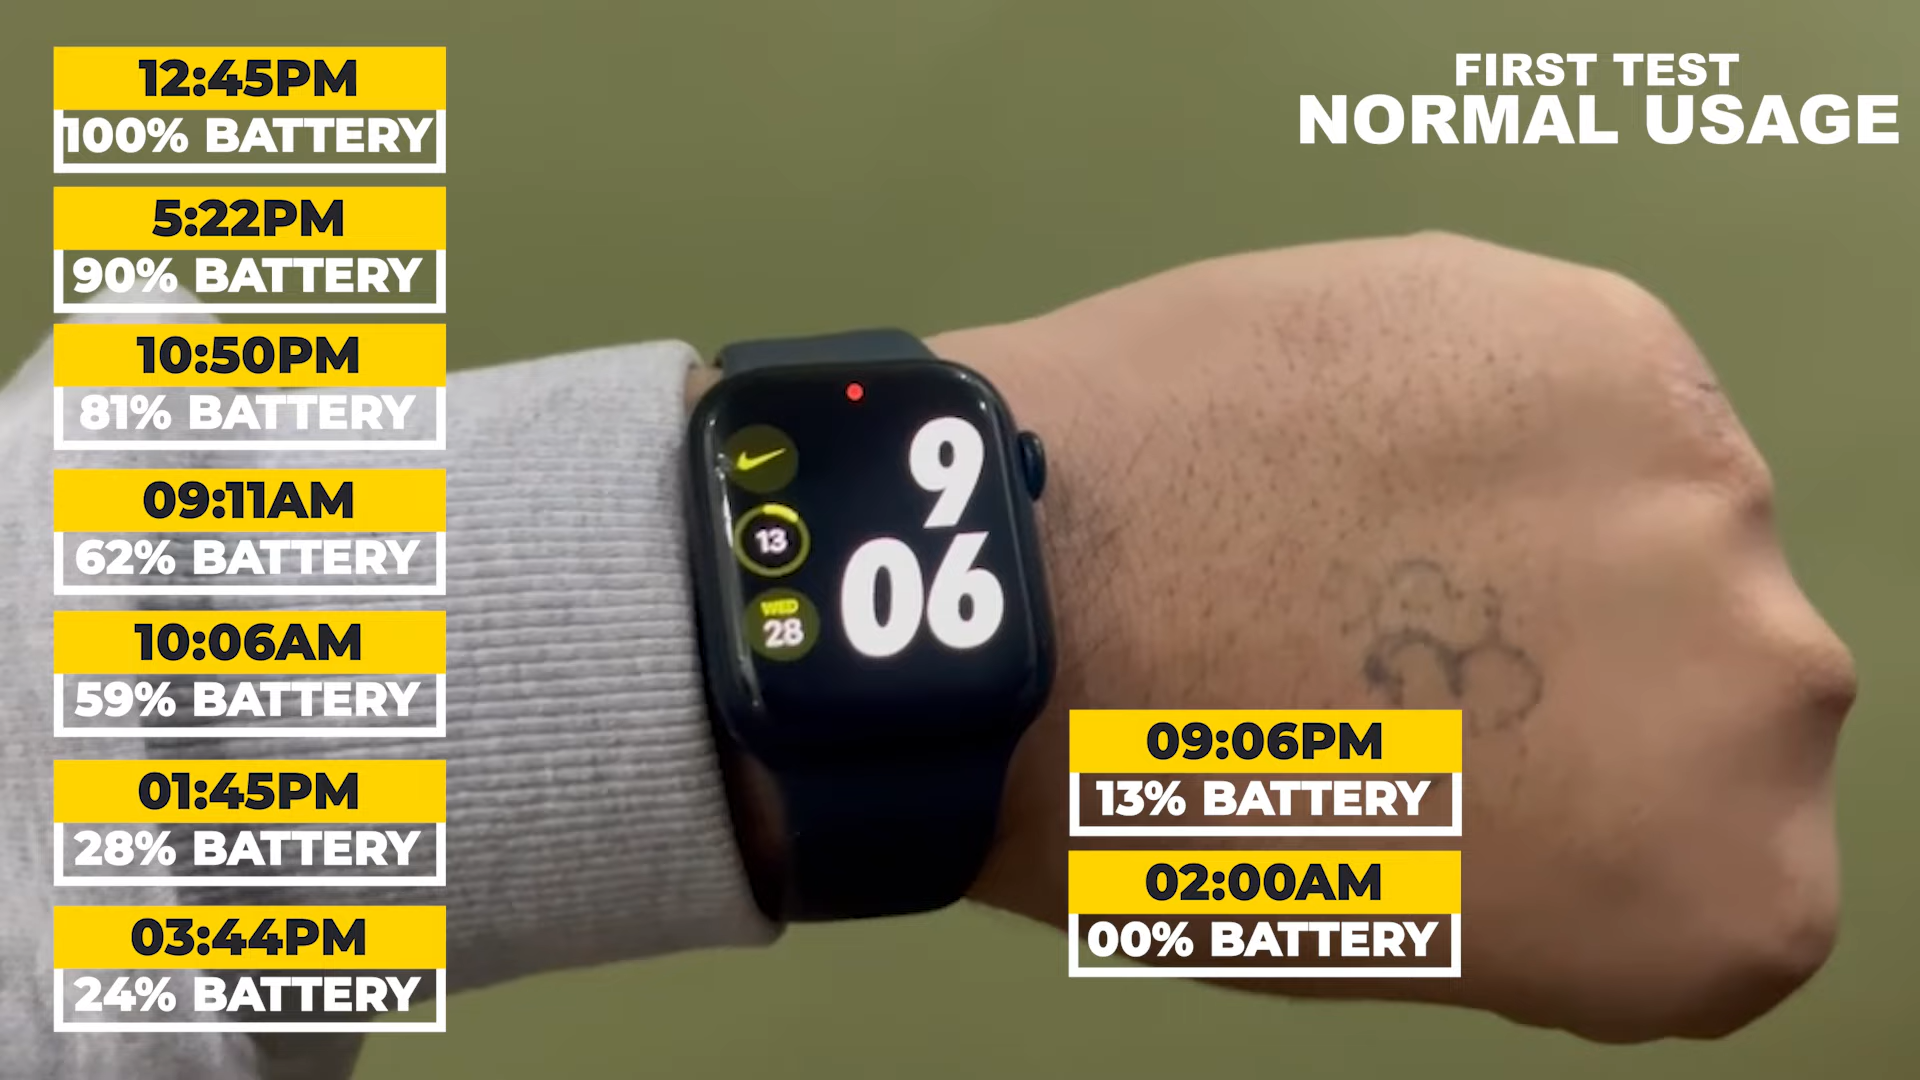 12:45PM
100% BATTERY
5:22PM
90% BATTERY
10:50PM
81% BATTERY
09:11AM
62% BATTERY
10:06AM
59% BATTERY
01:45PM
28% BATTERY
03:44PM
24% BATTERY
FIRST TEST
NORMAL USAGE
9
06
13
WED
28
09:06PM
13% BATTERY
02:00AM
00% BATTERY